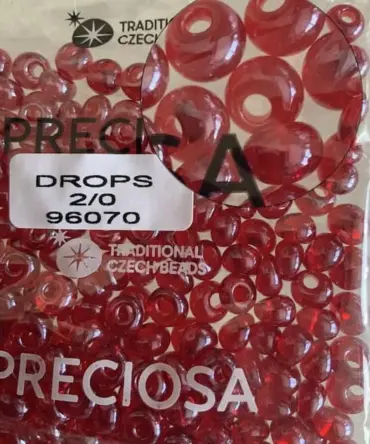 TRADITIONAL
CZECH
PRECIOSA
DROPS
2/0
96070
TRADITIONAL
CZECH BEADS
PRECIOSA